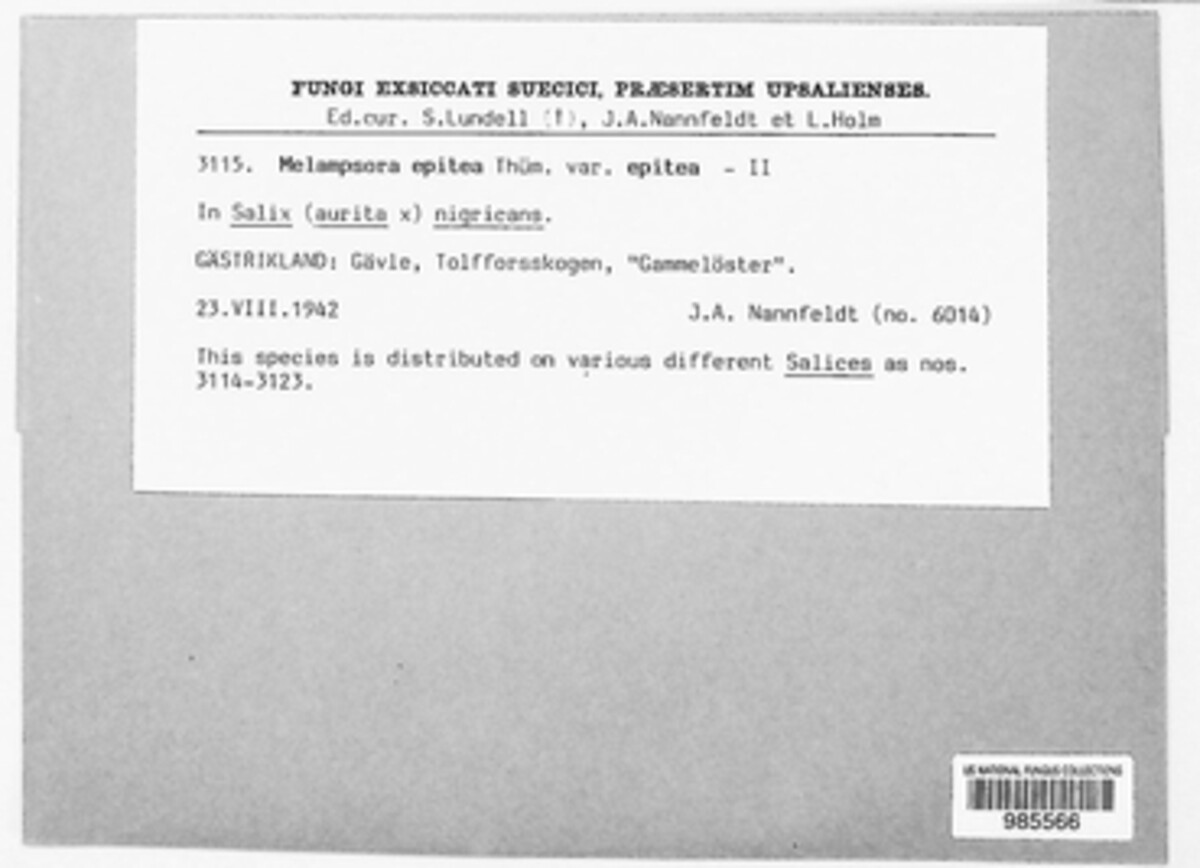 FUNGI EXSICCATI SUECICI, PRÆSERTIM UPSALIENSES.
Ed.cur. S.Lundell (†), J.A.Nannfeldt et L.Holm
3115. Melampsora epitea Thüm. var. epitea - II
In Salix (aurita x) nigricans.
GÄSTRIKLAND: Gävle, Tolfforsskogen, "Gammelöster".
23.VIII.1942 J.A. Nannfeldt (no. 6014)
This species is distributed on various different Salices as nos.
3114-3123.
US NATIONAL FUNGUS COLLECTIONS
985566